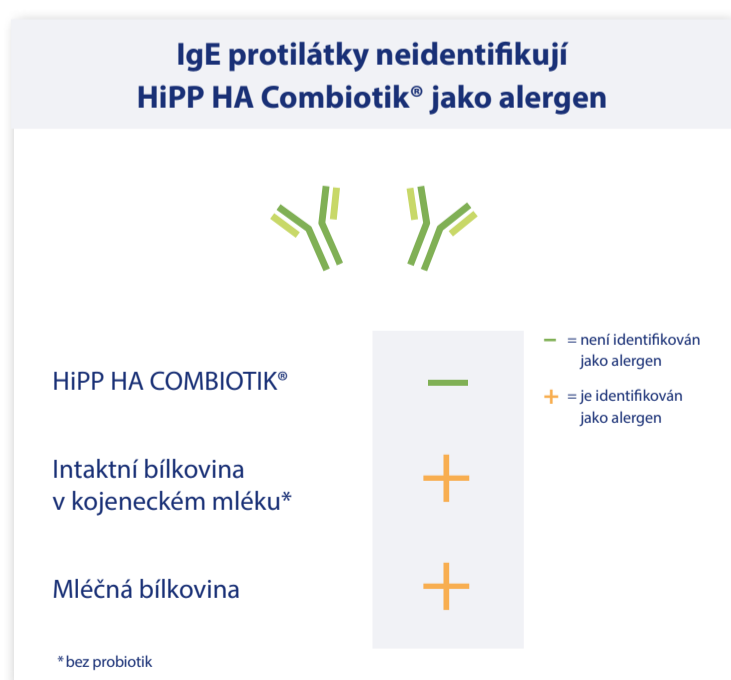 IgE protilátky neidentifikují
HiPP HA Combiotik® jako alergen
− = není identifikován
jako alergen
HiPP HA COMBIOTIK® −
+ = je identifikován
jako alergen
Intaktní bílkovina
v kojeneckém mléku* +
Mléčná bílkovina +
*bez probiotik